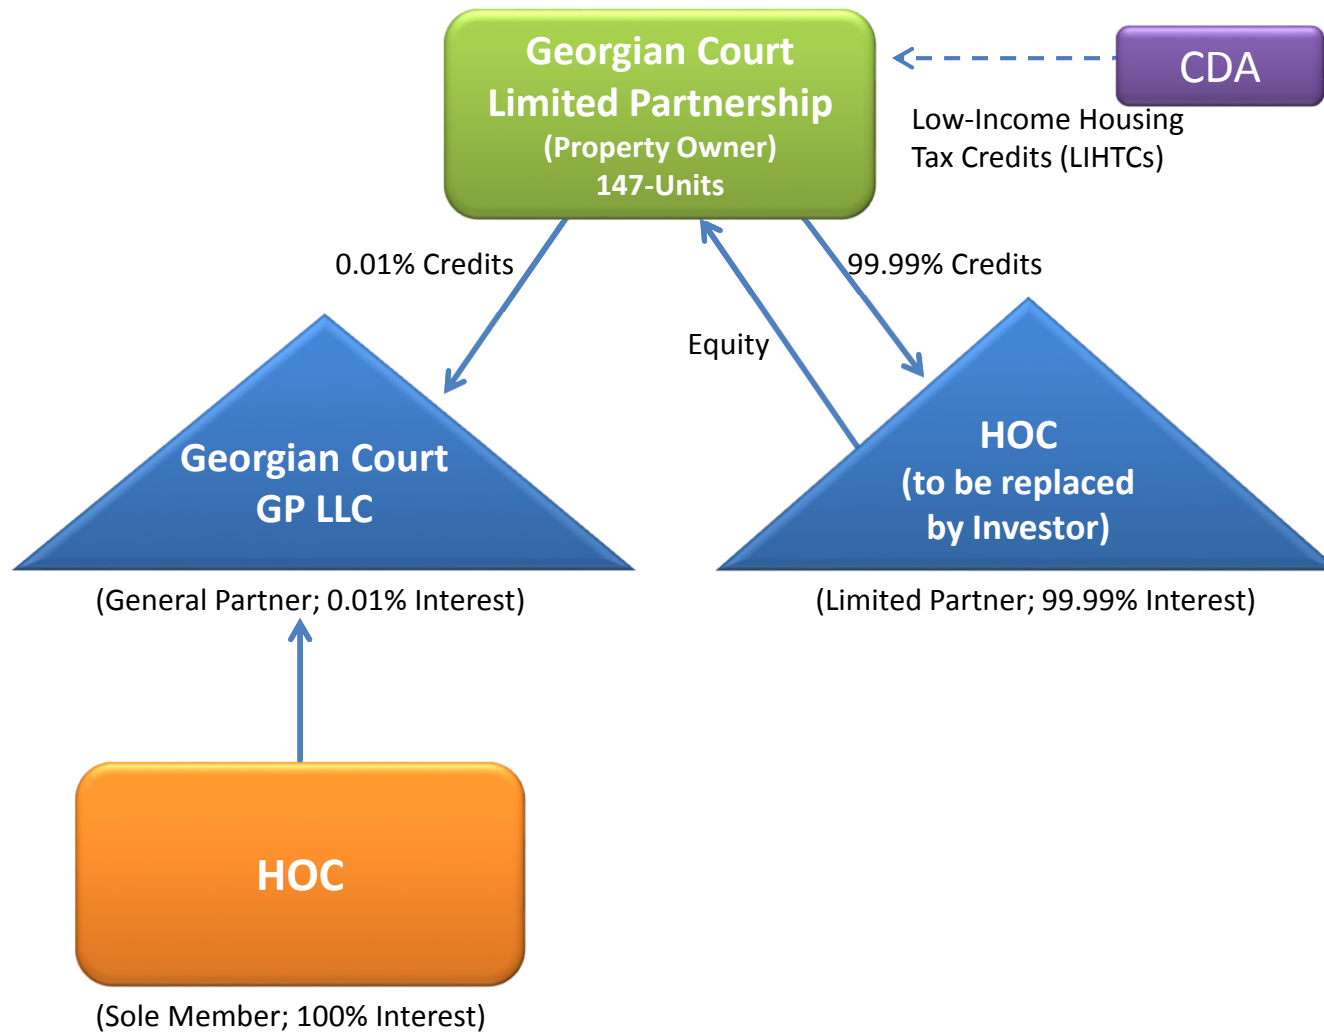 Georgian Court
Limited Partnership
(Property Owner)
147-Units
CDA
Low-Income Housing
Tax Credits (LIHTCs)
0.01% Credits
99.99% Credits
Equity
Georgian Court
GP LLC
HOC
(to be replaced
by Investor)
(General Partner; 0.01% Interest)
(Limited Partner; 99.99% Interest)
HOC
(Sole Member; 100% Interest)